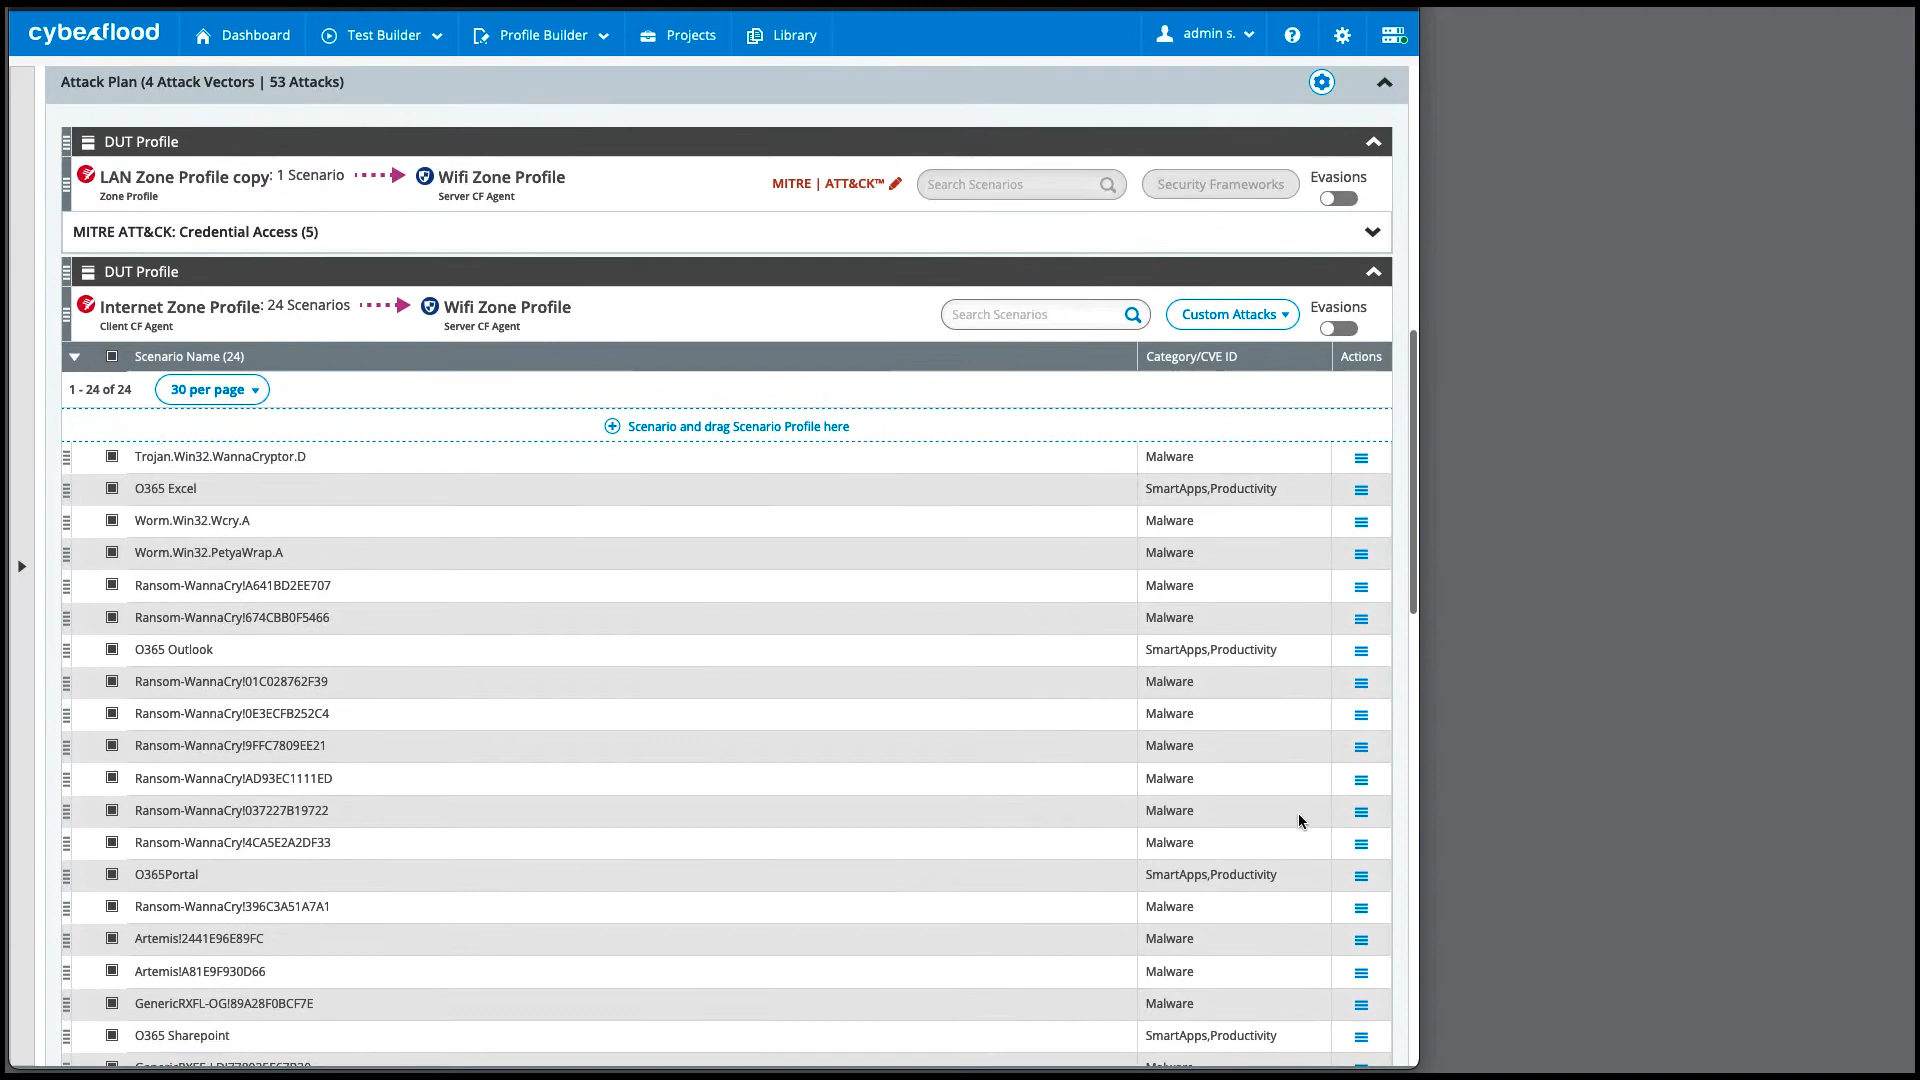 cyberflood
Dashboard
Test Builder
Profile Builder
Projects
Library
admin s.
Attack Plan (4 Attack Vectors | 53 Attacks)
DUT Profile
LAN Zone Profile copy: 1 Scenario
Zone Profile
Wifi Zone Profile
Server CF Agent
MITRE | ATT&CK™
Search Scenarios
Security Frameworks
Evasions
MITRE ATT&CK: Credential Access (5)
DUT Profile
Internet Zone Profile: 24 Scenarios
Client CF Agent
Wifi Zone Profile
Server CF Agent
Search Scenarios
Custom Attacks
Evasions
Scenario Name (24) Category/CVE ID Actions
1 - 24 of 24 30 per page
Scenario and drag Scenario Profile here
Trojan.Win32.WannaCryptor.D Malware
O365 Excel SmartApps,Productivity
Worm.Win32.Wcry.A Malware
Worm.Win32.PetyaWrap.A Malware
Ransom-WannaCry!A641BD2EE707 Malware
Ransom-WannaCry!674CBB0F5466 Malware
O365 Outlook SmartApps,Productivity
Ransom-WannaCry!01C028762F39 Malware
Ransom-WannaCry!0E3ECFB252C4 Malware
Ransom-WannaCry!9FFC7809EE21 Malware
Ransom-WannaCry!AD93EC1111ED Malware
Ransom-WannaCry!037227B19722 Malware
Ransom-WannaCry!4CA5E2A2DF33 Malware
O365Portal SmartApps,Productivity
Ransom-WannaCry!396C3A51A7A1 Malware
Artemis!2441E96E89FC Malware
Artemis!A81E9F930D66 Malware
GenericRXFL-OG!89A28F0BCF7E Malware
O365 Sharepoint SmartApps,Productivity
Malware